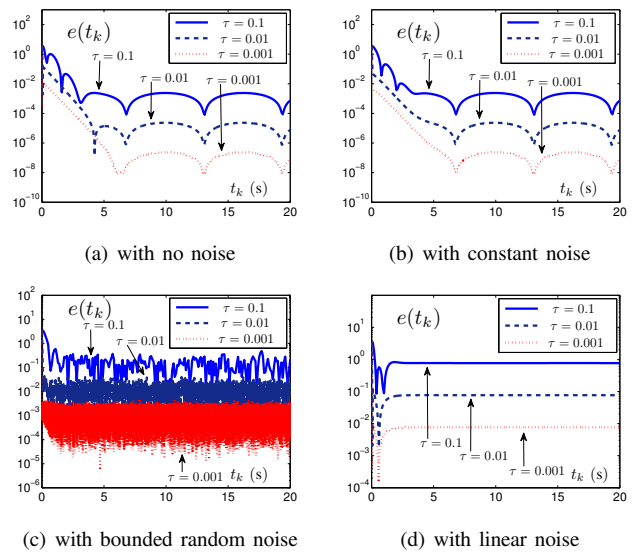 10^2
10^0
10^-2
10^-4
10^-6
10^-8
10^-10
0
5
10
15
20
e(t_k)
τ = 0.1
τ = 0.01
τ = 0.001
τ = 0.1
τ = 0.01
τ = 0.001
t_k (s)
(a) with no noise
10^2
10^0
10^-2
10^-4
10^-6
10^-8
10^-10
0
5
10
15
20
e(t_k)
τ = 0.1
τ = 0.01
τ = 0.001
τ = 0.1
τ = 0.01
τ = 0.001
t_k (s)
(b) with constant noise
10^2
10^1
10^0
10^-1
10^-2
10^-3
10^-4
10^-5
10^-6
0
5
10
15
20
e(t_k)
τ = 0.1
τ = 0.01
τ = 0.001
τ = 0.1
τ = 0.01
τ = 0.001
t_k (s)
(c) with bounded random noise
10^2
10^1
10^0
10^-1
10^-2
10^-3
10^-4
0
5
10
15
20
e(t_k)
τ = 0.1
τ = 0.01
τ = 0.001
τ = 0.1
τ = 0.01
τ = 0.001
t_k (s)
(d) with linear noise